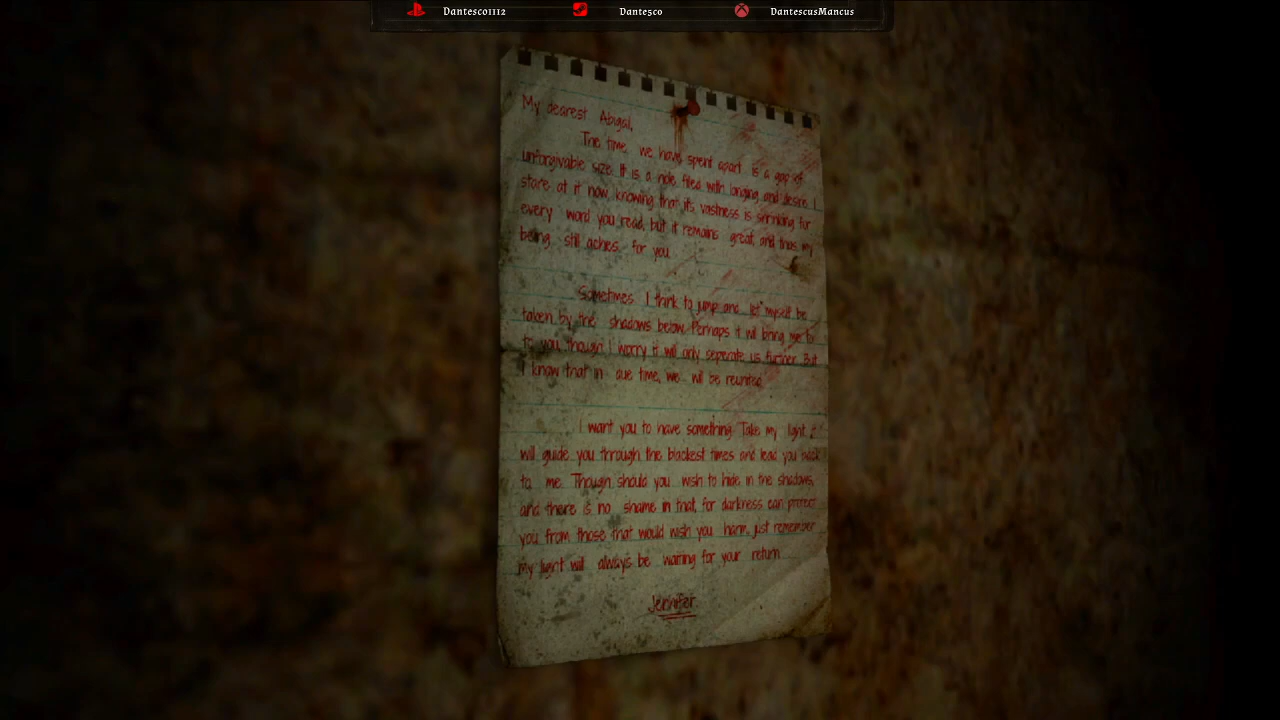 Dantesco1112 Dante5co DantescusMancus
My dearest Abigail,
The time we have spent apart is a gap of
unforgivable size. It is a hole filled with longing and desire. I
stare at it now, knowing that its vastness is shrinking for
every word you read, but it remains great, and thus my
being still aches for you.
Sometimes I think to jump and let myself be
taken by the shadows below. Perhaps it will bring me to
to you, though I worry it will only seperate us further. But
I know that in due time, we will be reunited.
I want you to have something. Take my light, it
will guide you through the blackest times and lead you back
to me. Though should you wish to hide in the shadows,
and there is no shame in that, for darkness can protect
you from those that would wish you harm, just remember
my light will always be waiting for your return.
Jennifer